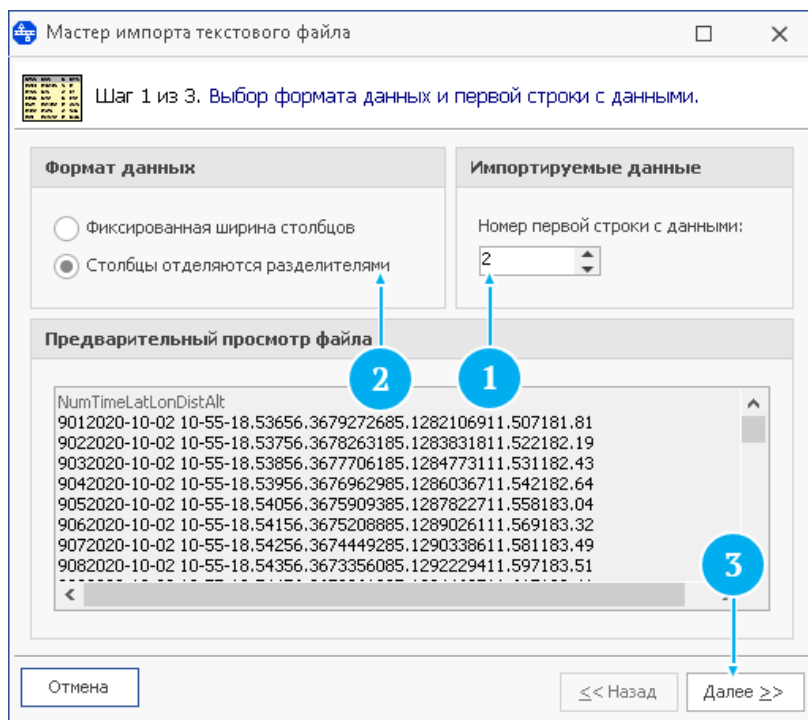 Мастер импорта текстового файла
Шаг 1 из 3. Выбор формата данных и первой строки с данными.
Формат данных
Фиксированная ширина столбцов
Столбцы отделяются разделителями
Импортируемые данные
Номер первой строки с данными:
2
2
1
Предварительный просмотр файла
NumTimeLatLonDistAlt
9012020-10-02 10-55-18.53656.3679272685.1282106911.507181.81
9022020-10-02 10-55-18.53756.3678263185.1283831811.522182.19
9032020-10-02 10-55-18.53856.3677706185.1284773111.531182.43
9042020-10-02 10-55-18.53956.3676962985.1286036711.542182.64
9052020-10-02 10-55-18.54056.3675909385.1287822711.558183.04
9062020-10-02 10-55-18.54156.3675208885.1289026111.569183.32
9072020-10-02 10-55-18.54256.3674449285.1290338611.581183.49
9082020-10-02 10-55-18.54356.3673356085.1292229411.597183.51
3
Отмена
<< Назад
Далее >>